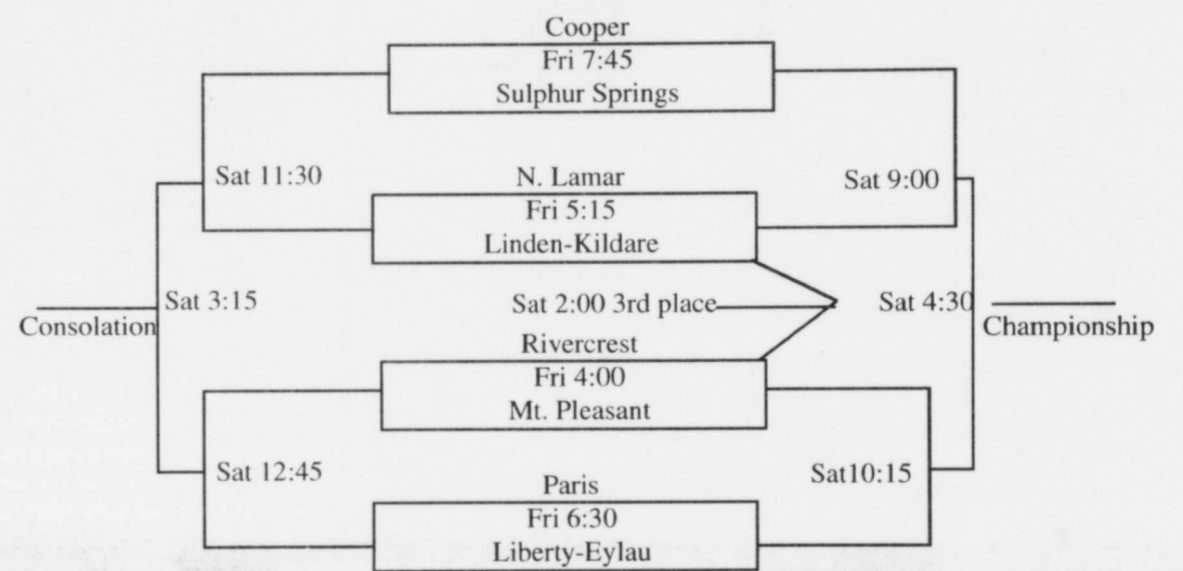 Cooper
Fri 7:45
Sulphur Springs
Sat 11:30
N. Lamar
Sat 9:00
Fri 5:15
Linden-Kildare
Sat 3:15
Sat 2:00 3rd place
Sat 4:30
Consolation
Championship
Rivercrest
Fri 4:00
Mt. Pleasant
Sat 12:45
Sat10:15
Paris
Fri 6:30
Liberty-Eylau